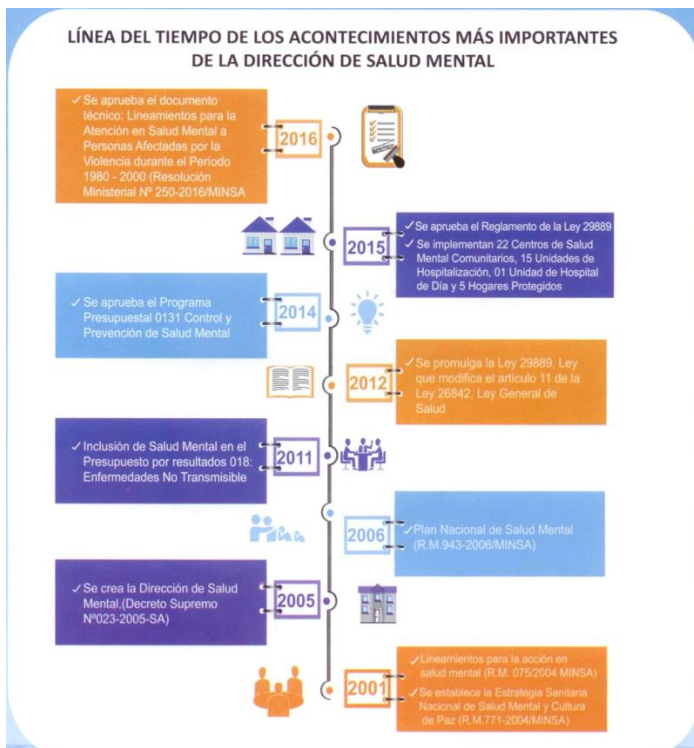 LÍNEA DEL TIEMPO DE LOS ACONTECIMIENTOS MÁS IMPORTANTES
DE LA DIRECCIÓN DE SALUD MENTAL
✓ Se aprueba el documento
técnico: Lineamientos para la
Atención en Salud Mental a
Personas Afectadas por la
Violencia durante el Período
1980 - 2000 (Resolución
Ministerial Nº 250-2016/MINSA
2016
2015
✓ Se aprueba el Reglamento de la Ley 29889
✓ Se implementan 22 Centros de Salud
Mental Comunitarios, 15 Unidades de
Hospitalización, 01 Unidad de Hospital
de Día y 5 Hogares Protegidos
✓ Se aprueba el Programa
Presupuestal 0131 Control y
Prevención de Salud Mental
2014
2012
✓ Se promulga la Ley 29889, Ley
que modifica el artículo 11 de la
Ley 26842, Ley General de
Salud
✓ Inclusión de Salud Mental en el
Presupuesto por resultados 018:
Enfermedades No Transmisible
2011
2006
✓ Plan Nacional de Salud Mental
(R.M.943-2006/MINSA)
✓ Se crea la Dirección de Salud
Mental,(Decreto Supremo
Nº023-2005-SA)
2005
2001
✓ Lineamientos para la acción en
salud mental (R.M. 075/2004 MINSA)
✓ Se establece la Estrategia Sanitaria
Nacional de Salud Mental y Cultura
de Paz (R.M.771-2004/MINSA)